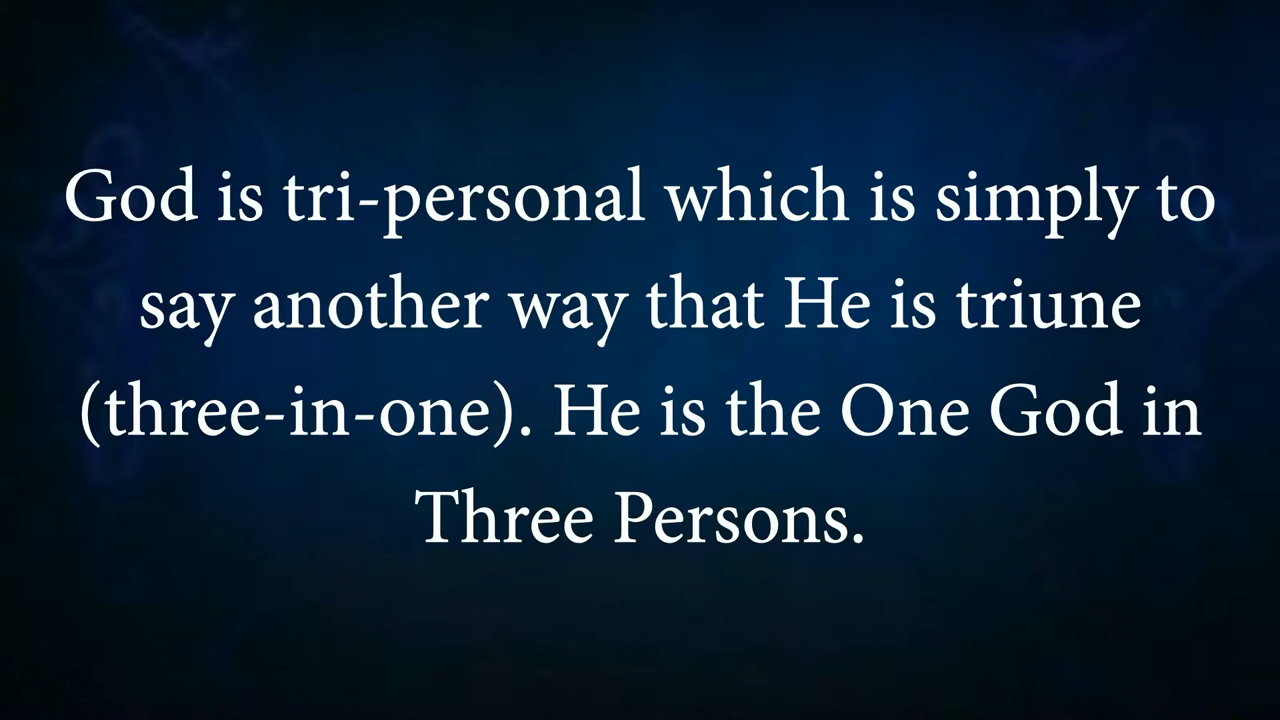 God is tri-personal which is simply to
say another way that He is triune
(three-in-one). He is the One God in
Three Persons.